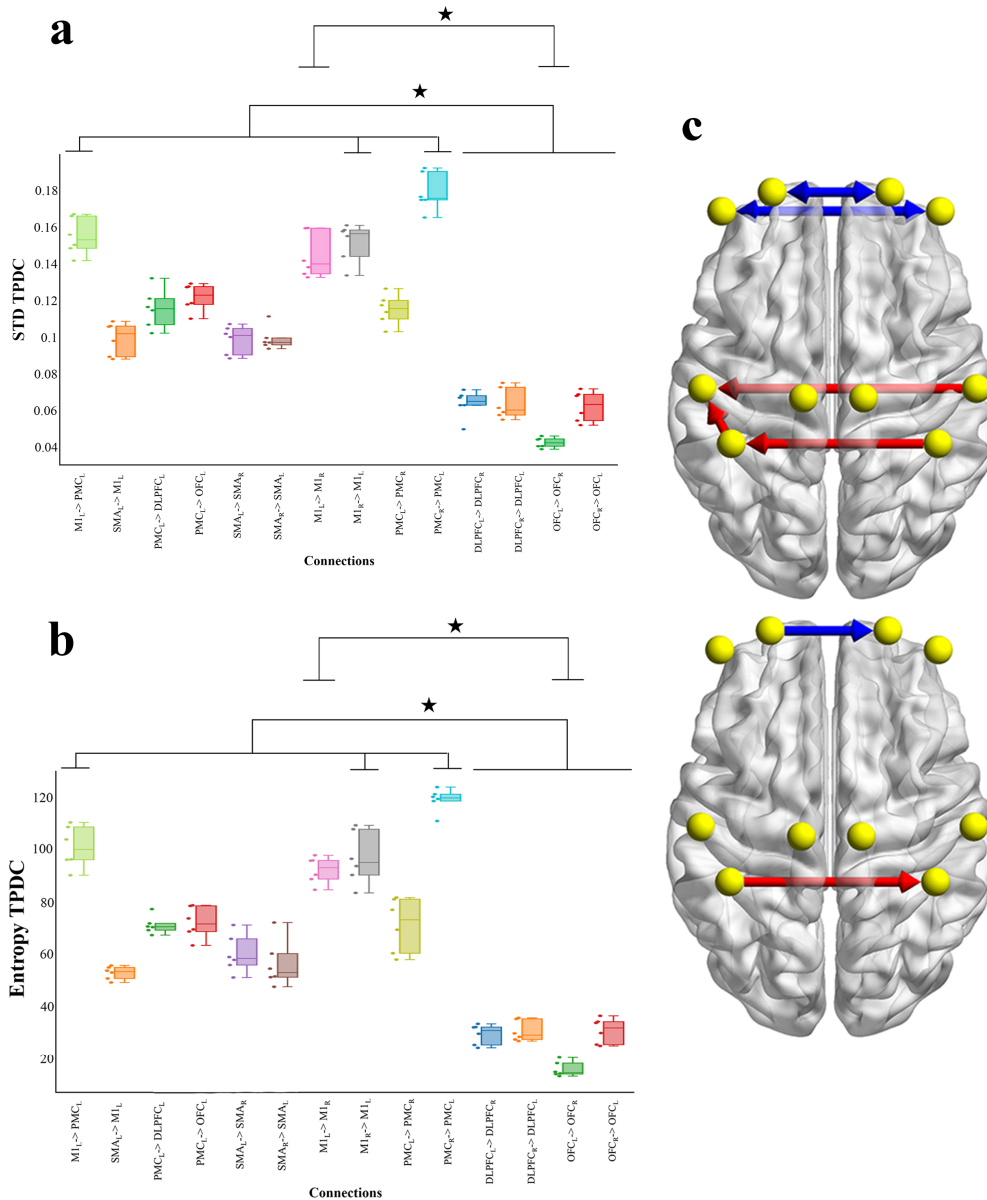 a
★
★
STD TPDC
0.18
0.16
0.14
0.12
0.1
0.08
0.06
0.04
M1L-> PMCL
SMAL-> M1L
PMCL-> DLPFCL
PMCL-> OFCL
SMAL-> SMAR
SMAR-> SMAL
M1L-> M1R
M1R-> M1L
PMCL-> PMCR
PMCR-> PMCL
DLPFCL-> DLPFCR
DLPFCR-> DLPFCL
OFCL-> OFCR
OFCR-> OFCL
Connections
b
★
★
Entropy TPDC
120
100
80
60
40
20
M1L-> PMCL
SMAL-> M1L
PMCL-> DLPFCL
PMCL-> OFCL
SMAL-> SMAR
SMAR-> SMAL
M1L-> M1R
M1R-> M1L
PMCL-> PMCR
PMCR-> PMCL
DLPFCL-> DLPFCR
DLPFCR-> DLPFCL
OFCL-> OFCR
OFCR-> OFCL
Connections
c